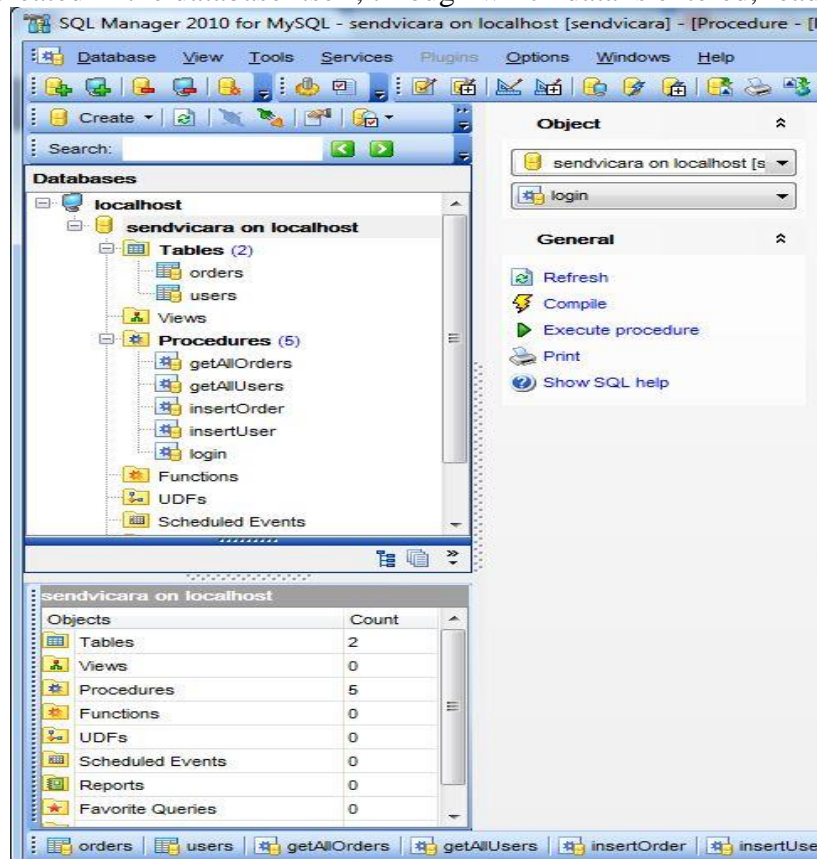 SQL Manager 2010 for MySQL - sendvicara on localhost [sendvicara] - [Procedure - [
Database View Tools Services Plugins Options Windows Help
Create
Search:
Databases
localhost
sendvicara on localhost
Tables (2)
orders
users
Views
Procedures (5)
getAllOrders
getAllUsers
insertOrder
insertUser
login
Functions
UDFs
Scheduled Events
Object
sendvicara on localhost [s
login
General
Refresh
Compile
Execute procedure
Print
Show SQL help
sendvicara on localhost
Objects Count
Tables 2
Views 0
Procedures 5
Functions 0
UDFs 0
Scheduled Events 0
Reports 0
Favorite Queries 0
orders users getAllOrders getAllUsers insertOrder insertUse